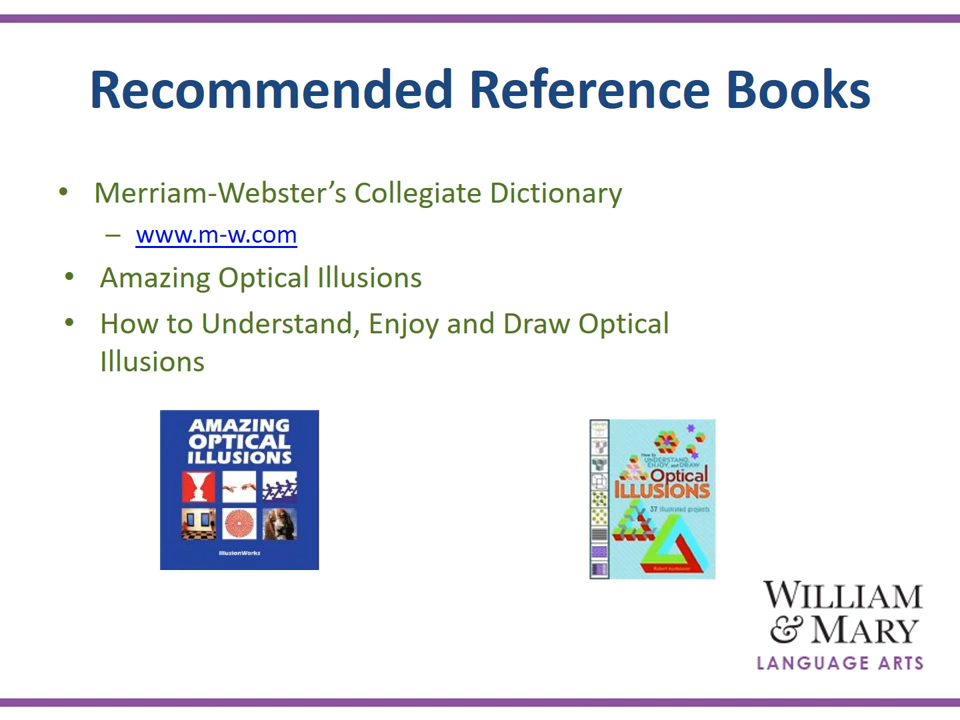 Recommended Reference Books
• Merriam-Webster's Collegiate Dictionary
– www.m-w.com
• Amazing Optical Illusions
• How to Understand, Enjoy and Draw Optical
Illusions
AMAZING
OPTICAL
ILLUSIONS
IllusionWorks
How to
UNDERSTAND,
ENJOY and DRAW
Optical
ILLUSIONS
37 illustrated projects
WILLIAM
& MARY
LANGUAGE ARTS